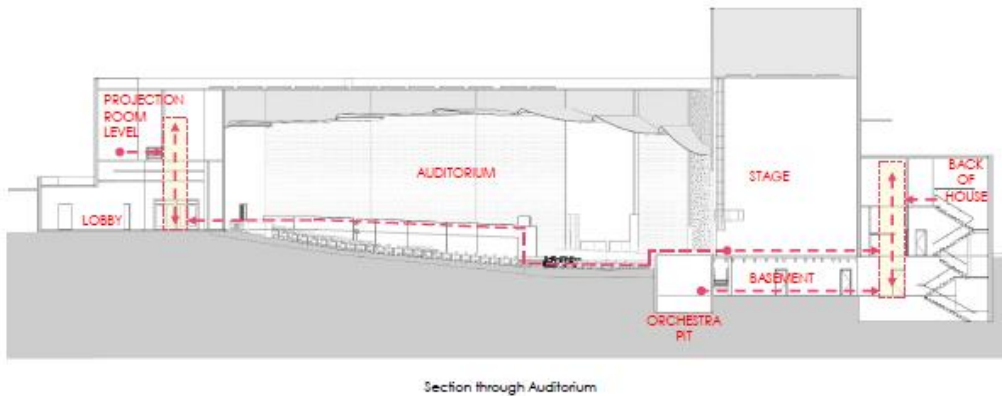 PROJECTION
ROOM
LEVEL
LOBBY
AUDITORIUM
STAGE
BACK
OF
HOUSE
BASEMENT
ORCHESTRA
PIT
Section through Auditorium